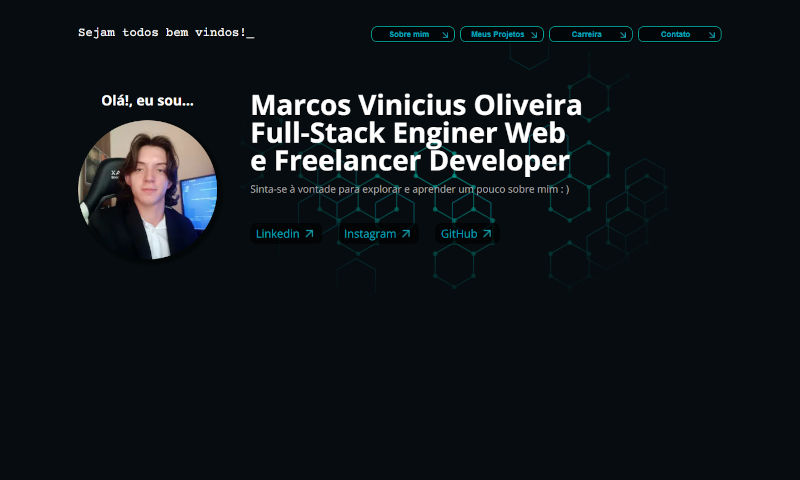 Sejam todos bem vindos!_
Sobre mim
Meus Projetos
Carreira
Contato
Olá!, eu sou...
Marcos Vinicius Oliveira
Full-Stack Enginer Web
e Freelancer Developer
Sinta-se à vontade para explorar e aprender um pouco sobre mim : )
Linkedin
Instagram
GitHub